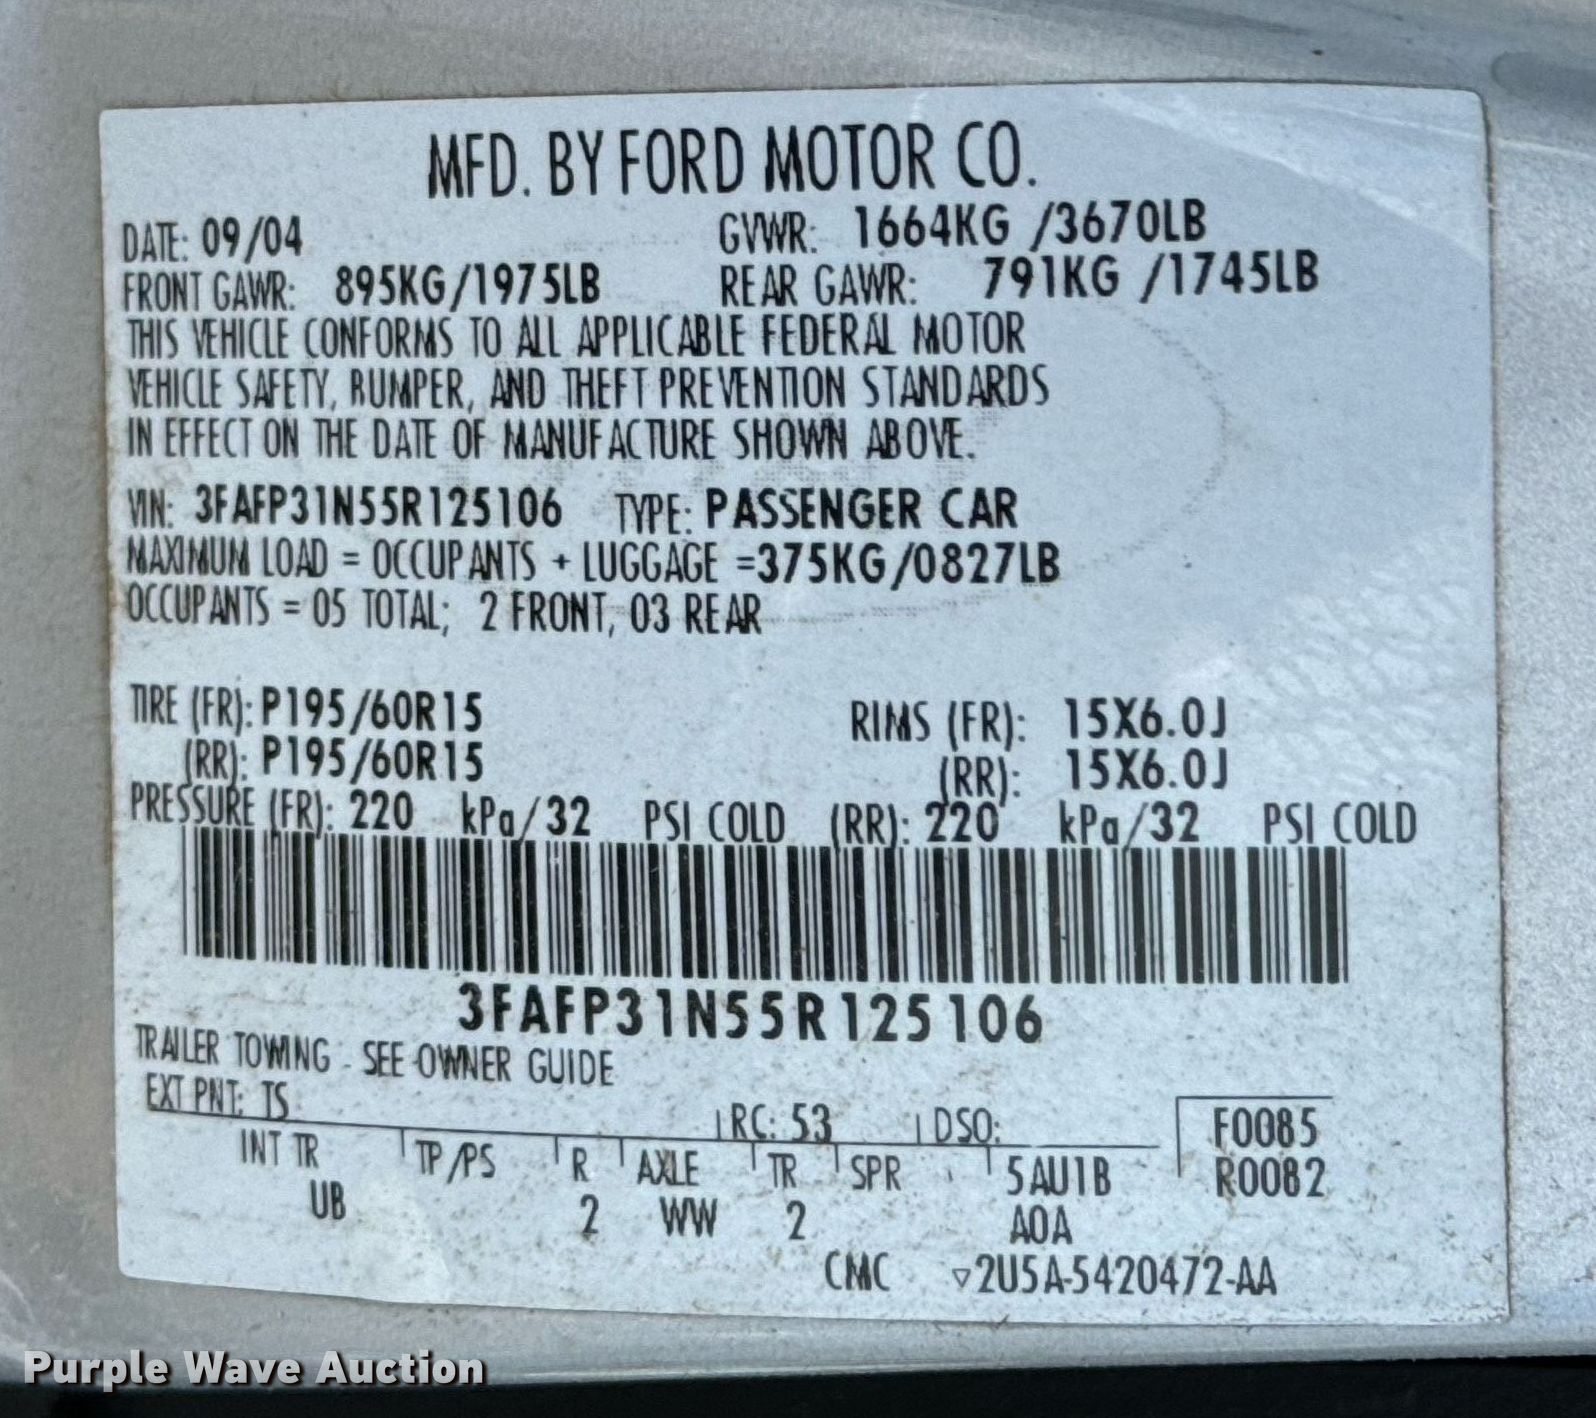 MFD. BY FORD MOTOR CO.
DATE: 09/04 GVWR: 1664KG /3670LB
FRONT GAWR: 895KG/1975LB REAR GAWR: 791KG /1745LB
THIS VEHICLE CONFORMS TO ALL APPLICABLE FEDERAL MOTOR
VEHICLE SAFETY, BUMPER, AND THEFT PREVENTION STANDARDS
IN EFFECT ON THE DATE OF MANUFACTURE SHOWN ABOVE.
VIN: 3FAFP31N55R125106 TYPE: PASSENGER CAR
MAXIMUM LOAD = OCCUPANTS + LUGGAGE =375KG/0827LB
OCCUPANTS = 05 TOTAL; 2 FRONT, 03 REAR
TIRE (FR): P195/60R15 RIMS (FR): 15X6.0J
(RR): P195/60R15 (RR): 15X6.0J
PRESSURE (FR): 220 kPa/32 PSI COLD (RR): 220 kPa/32 PSI COLD
3FAFP31N55R125106
TRAILER TOWING - SEE OWNER GUIDE
EXT PNT: TS RC: 53 DSO: F0085
INT TR TP/PS R AXLE TR SPR 5AU1B R0082
UB 2 WW 2 A0A
CMC ▽2U5A-5420472-AA
Purple Wave Auction